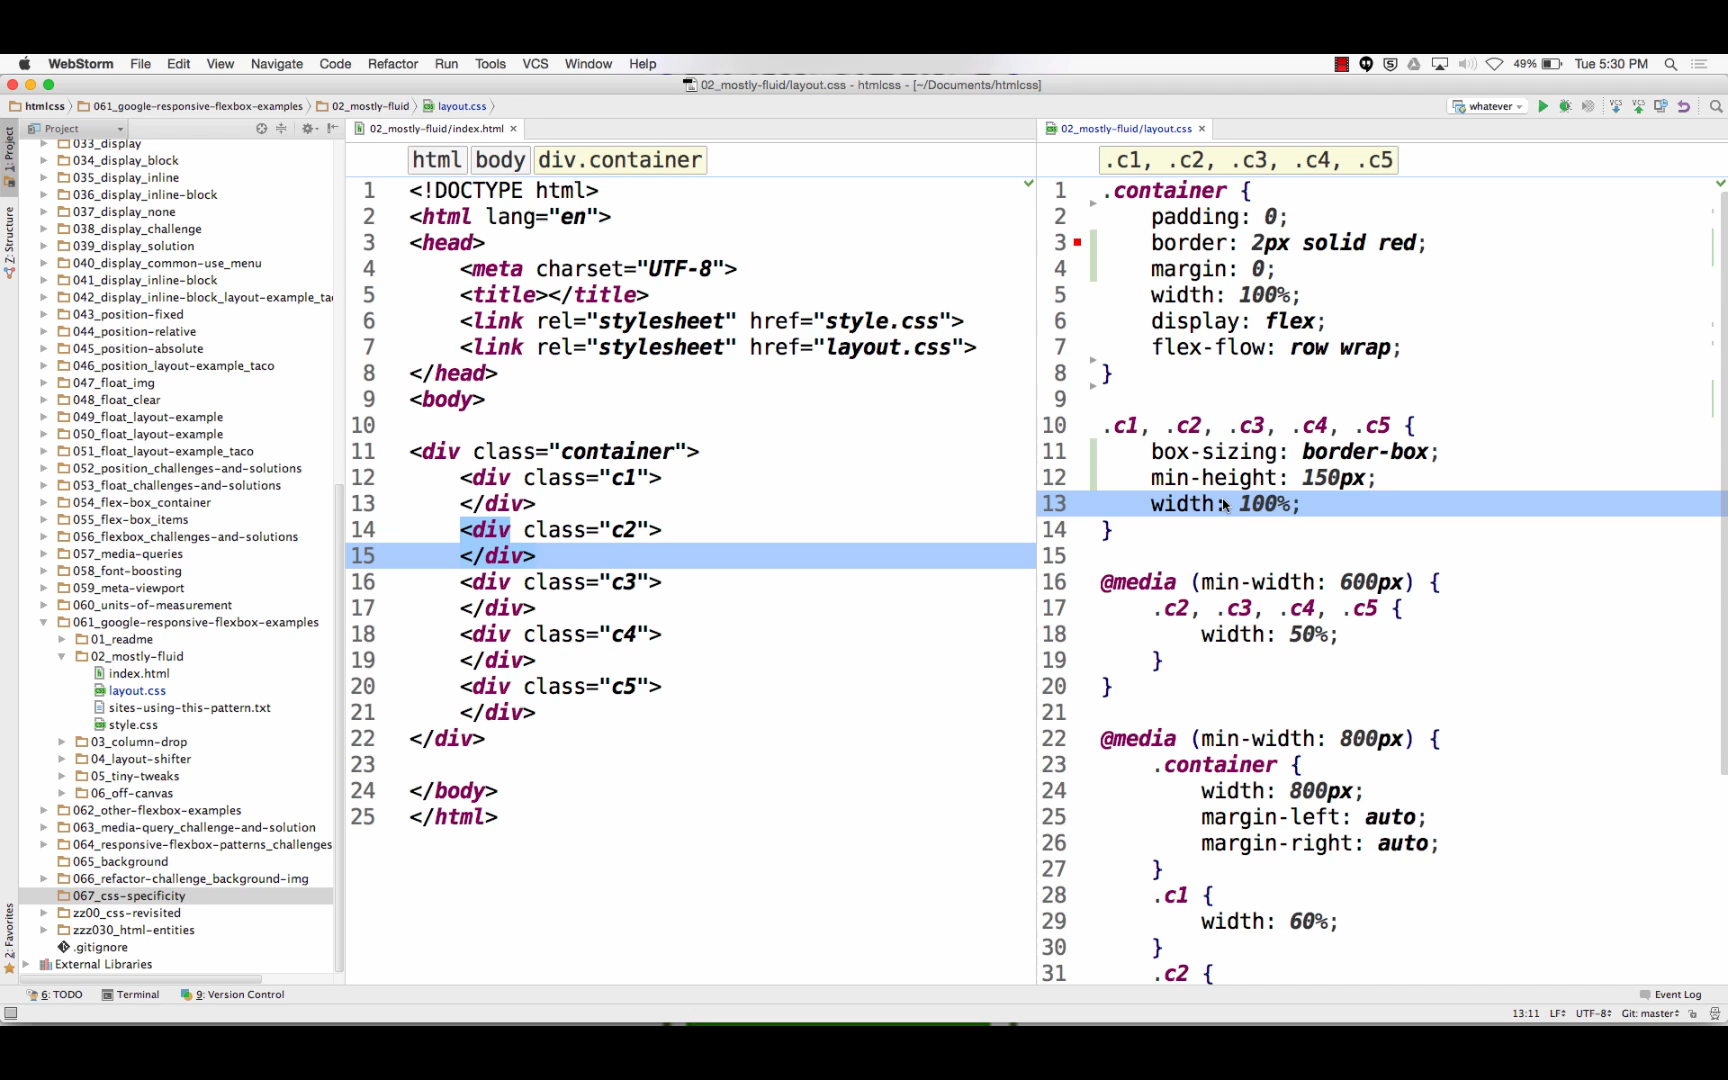 WebStorm File Edit View Navigate Code Refactor Run Tools VCS Window Help 49% Tue 5:30 PM
02_mostly-fluid/layout.css - htmlcss - [~/Documents/htmlcss]
htmlcss 061_google-responsive-flexbox-examples 02_mostly-fluid layout.css whatever
Project 02_mostly-fluid/index.html 02_mostly-fluid/layout.css
1: Project
Z: Structure
2: Favorites
033_display
034_display_block
035_display_inline
036_display_inline-block
037_display_none
038_display_challenge
039_display_solution
040_display_common-use_menu
041_display_inline-block
042_display_inline-block_layout-example_ta
043_position-fixed
044_position-relative
045_position-absolute
046_position_layout-example_taco
047_float_img
048_float_clear
049_float_layout-example
050_float_layout-example
051_float_layout-example_taco
052_position_challenges-and-solutions
053_float_challenges-and-solutions
054_flex-box_container
055_flex-box_items
056_flexbox_challenges-and-solutions
057_media-queries
058_font-boosting
059_meta-viewport
060_units-of-measurement
061_google-responsive-flexbox-examples
01_readme
02_mostly-fluid
index.html
layout.css
sites-using-this-pattern.txt
style.css
03_column-drop
04_layout-shifter
05_tiny-tweaks
06_off-canvas
062_other-flexbox-examples
063_media-query_challenge-and-solution
064_responsive-flexbox-patterns_challenges
065_background
066_refactor-challenge_background-img
067_css-specificity
zz00_css-revisited
zzz030_html-entities
.gitignore
External Libraries
html body div.container
1 <!DOCTYPE html>
2 <html lang="en">
3 <head>
4 <meta charset="UTF-8">
5 <title></title>
6 <link rel="stylesheet" href="style.css">
7 <link rel="stylesheet" href="layout.css">
8 </head>
9 <body>
10
11 <div class="container">
12 <div class="c1">
13 </div>
14 <div class="c2">
15 </div>
16 <div class="c3">
17 </div>
18 <div class="c4">
19 </div>
20 <div class="c5">
21 </div>
22 </div>
23
24 </body>
25 </html>
.c1, .c2, .c3, .c4, .c5
1 .container {
2 padding: 0;
3 border: 2px solid red;
4 margin: 0;
5 width: 100%;
6 display: flex;
7 flex-flow: row wrap;
8 }
9
10 .c1, .c2, .c3, .c4, .c5 {
11 box-sizing: border-box;
12 min-height: 150px;
13 width: 100%;
14 }
15
16 @media (min-width: 600px) {
17 .c2, .c3, .c4, .c5 {
18 width: 50%;
19 }
20 }
21
22 @media (min-width: 800px) {
23 .container {
24 width: 800px;
25 margin-left: auto;
26 margin-right: auto;
27 }
28 .c1 {
29 width: 60%;
30 }
31 .c2 {
6: TODO Terminal 9: Version Control Event Log
13:11 LF UTF-8 Git: master